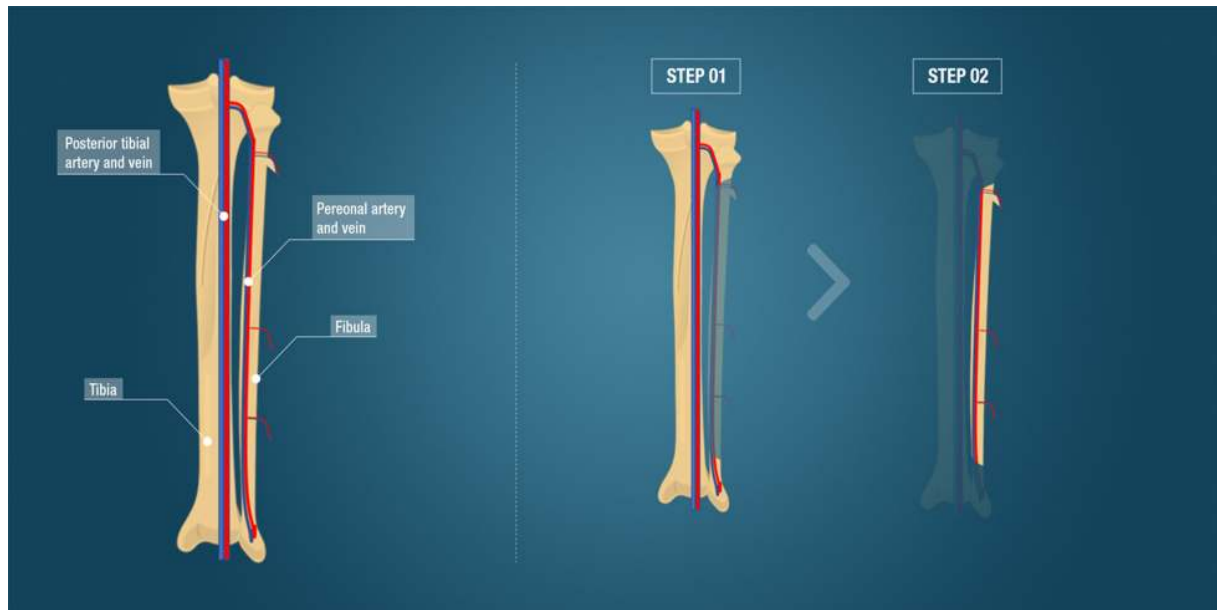 Posterior tibial
artery and vein
Pereonal artery
and vein
Fibula
Tibia
STEP 01
STEP 02